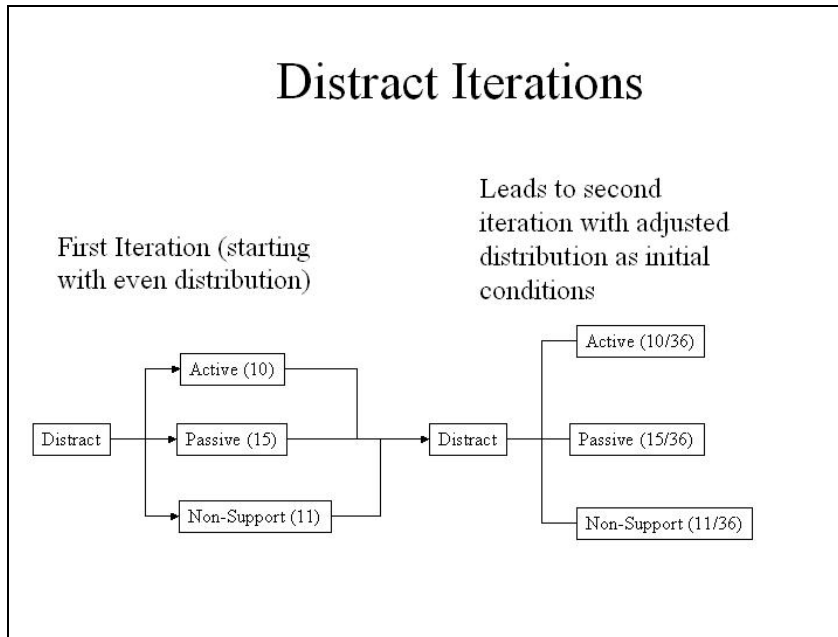 Distract Iterations
First Iteration (starting
with even distribution)
Leads to second
iteration with adjusted
distribution as initial
conditions
Distract
Active (10)
Passive (15)
Non-Support (11)
Distract
Active (10/36)
Passive (15/36)
Non-Support (11/36)